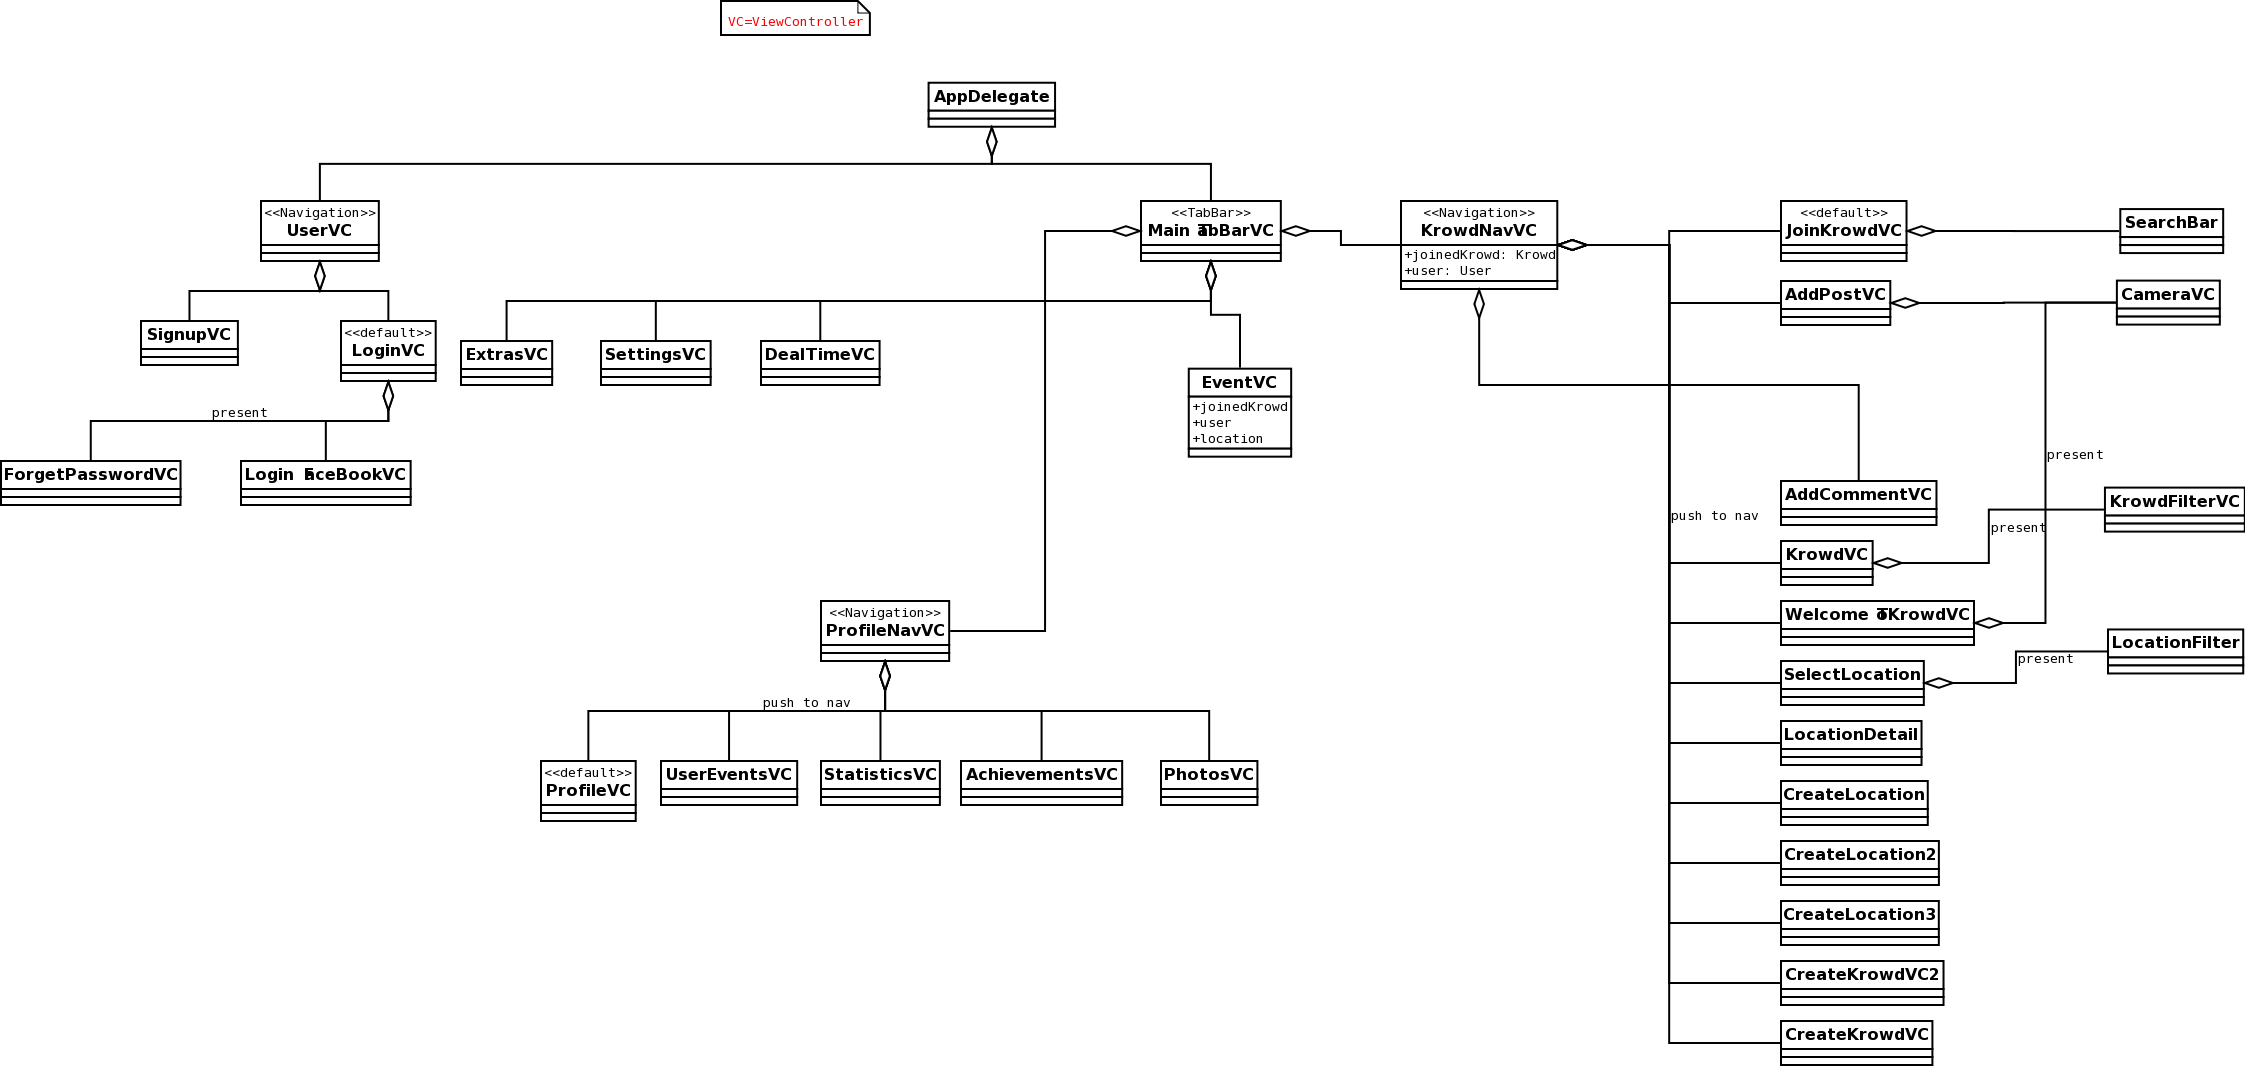 VC=ViewController
AppDelegate
<<Navigation>>
UserVC
<<TabBar>>
Main TabBarVC
<<Navigation>>
KrowdNavVC
+joinedKrowd: Krowd
+user: User
<<default>>
JoinKrowdVC
SearchBar
AddPostVC
CameraVC
SignupVC
<<default>>
LoginVC
ExtrasVC
SettingsVC
DealTimeVC
EventVC
+joinedKrowd
+user
+location
present
ForgetPasswordVC
Login FaceBookVC
present
push to nav
AddCommentVC
KrowdFilterVC
present
KrowdVC
<<Navigation>>
ProfileNavVC
Welcome ToKrowdVC
LocationFilter
present
SelectLocation
push to nav
LocationDetail
<<default>>
ProfileVC
UserEventsVC
StatisticsVC
AchievementsVC
PhotosVC
CreateLocation
CreateLocation2
CreateLocation3
CreateKrowdVC2
CreateKrowdVC